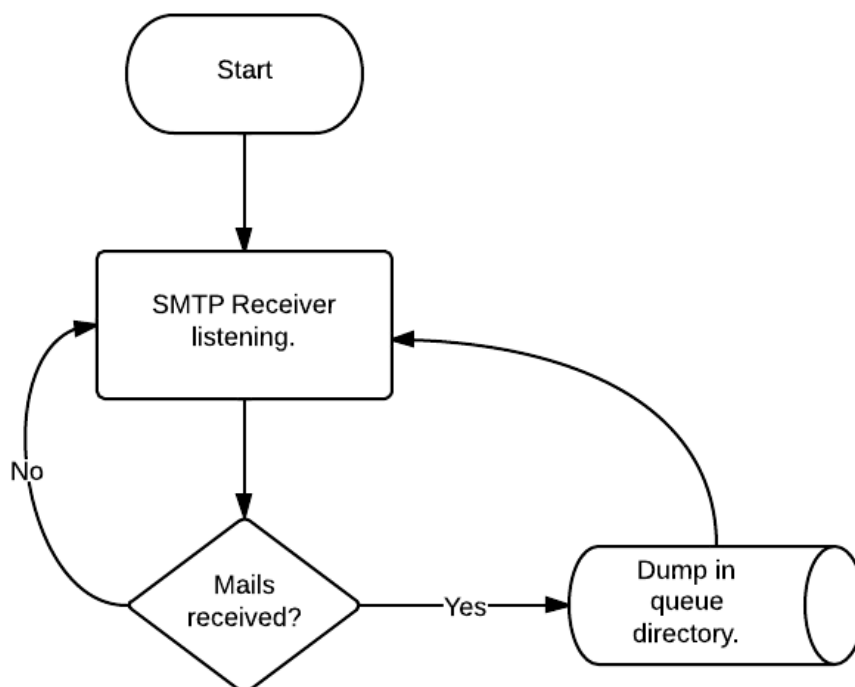 Start
SMTP Receiver
listening.
No
Mails
received?
Yes
Dump in
queue
directory.